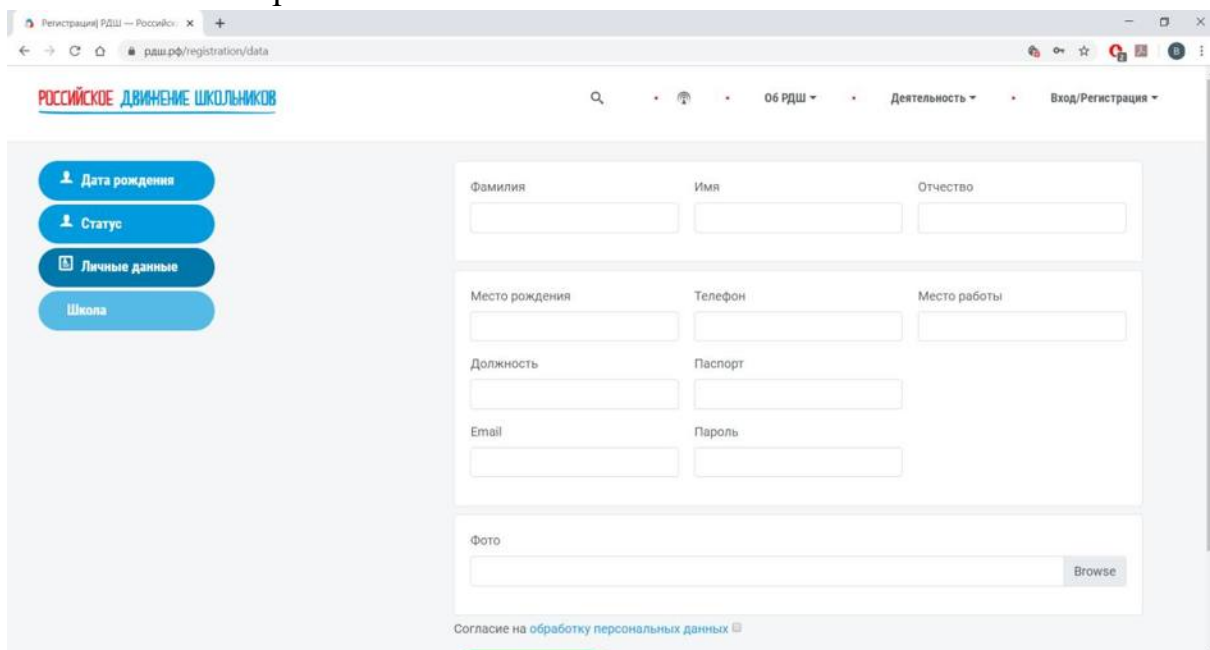 Регистрация| РДШ — Российск
рдш.рф/registration/data
РОССИЙСКОЕ ДВИЖЕНИЕ ШКОЛЬНИКОВ
Об РДШ
Деятельность
Вход/Регистрация
Дата рождения
Статус
Личные данные
Школа
Фамилия Имя Отчество
Место рождения Телефон Место работы
Должность Паспорт
Email Пароль
Фото
Browse
Согласие на обработку персональных данных